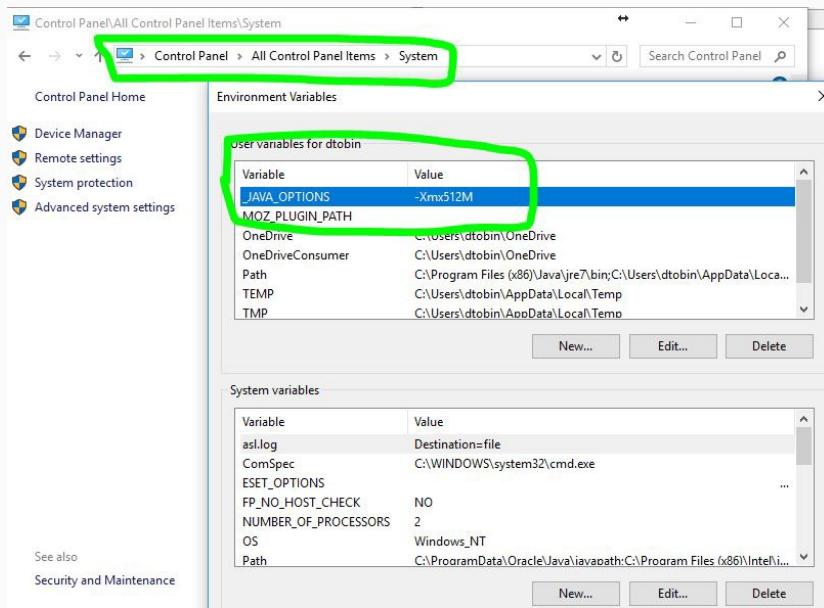 Control Panel\All Control Panel Items\System
Control Panel > All Control Panel Items > System
Search Control Panel
Control Panel Home
Device Manager
Remote settings
System protection
Advanced system settings
Environment Variables
User variables for dtobin
Variable Value
_JAVA_OPTIONS -Xmx512M
MOZ_PLUGIN_PATH
OneDrive C:\Users\dtobin\OneDrive
OneDriveConsumer C:\Users\dtobin\OneDrive
Path C:\Program Files (x86)\Java\jre7\bin;C:\Users\dtobin\AppData\Loca...
TEMP C:\Users\dtobin\AppData\Local\Temp
TMP C:\Users\dtobin\AppData\Local\Temp
New... Edit... Delete
System variables
Variable Value
asl.log Destination=file
ComSpec C:\WINDOWS\system32\cmd.exe
ESET_OPTIONS ...
FP_NO_HOST_CHECK NO
NUMBER_OF_PROCESSORS 2
OS Windows_NT
Path C:\ProgramData\Oracle\Java\javapath;C:\Program Files (x86)\Intel\i...
New... Edit... Delete
See also
Security and Maintenance